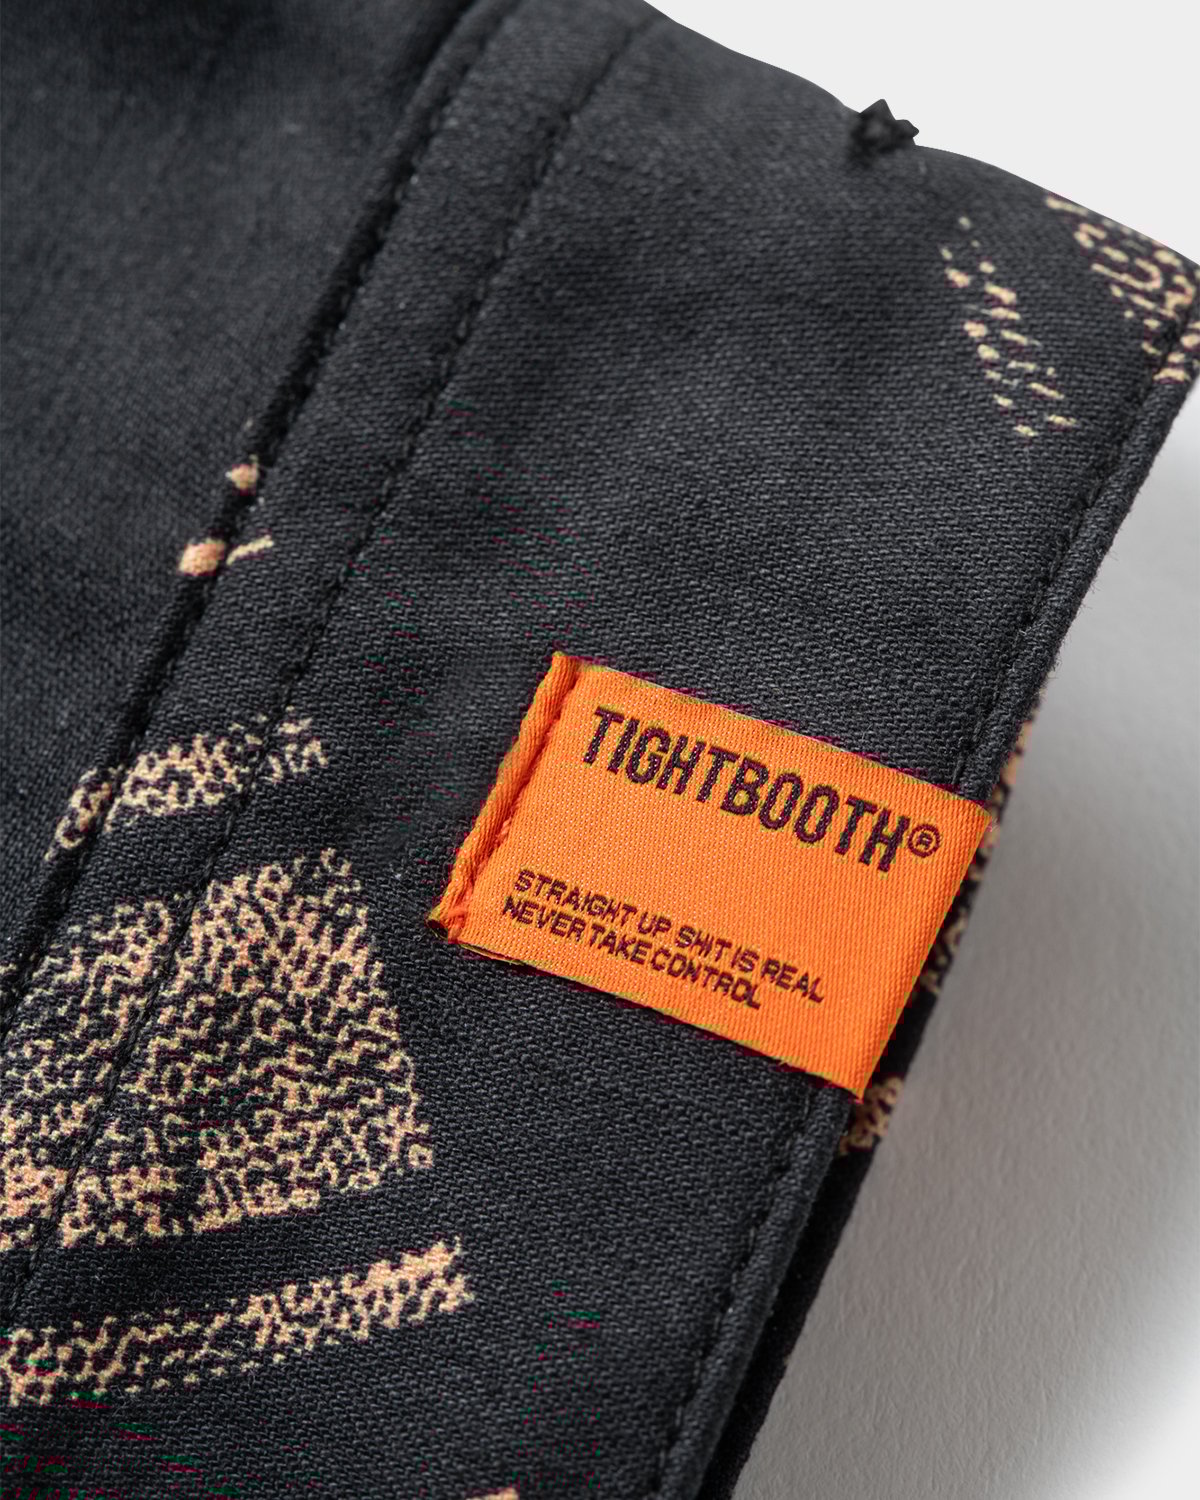 TIGHTBOOTH®
STRAIGHT UP SHIT IS REAL
NEVER TAKE CONTROL